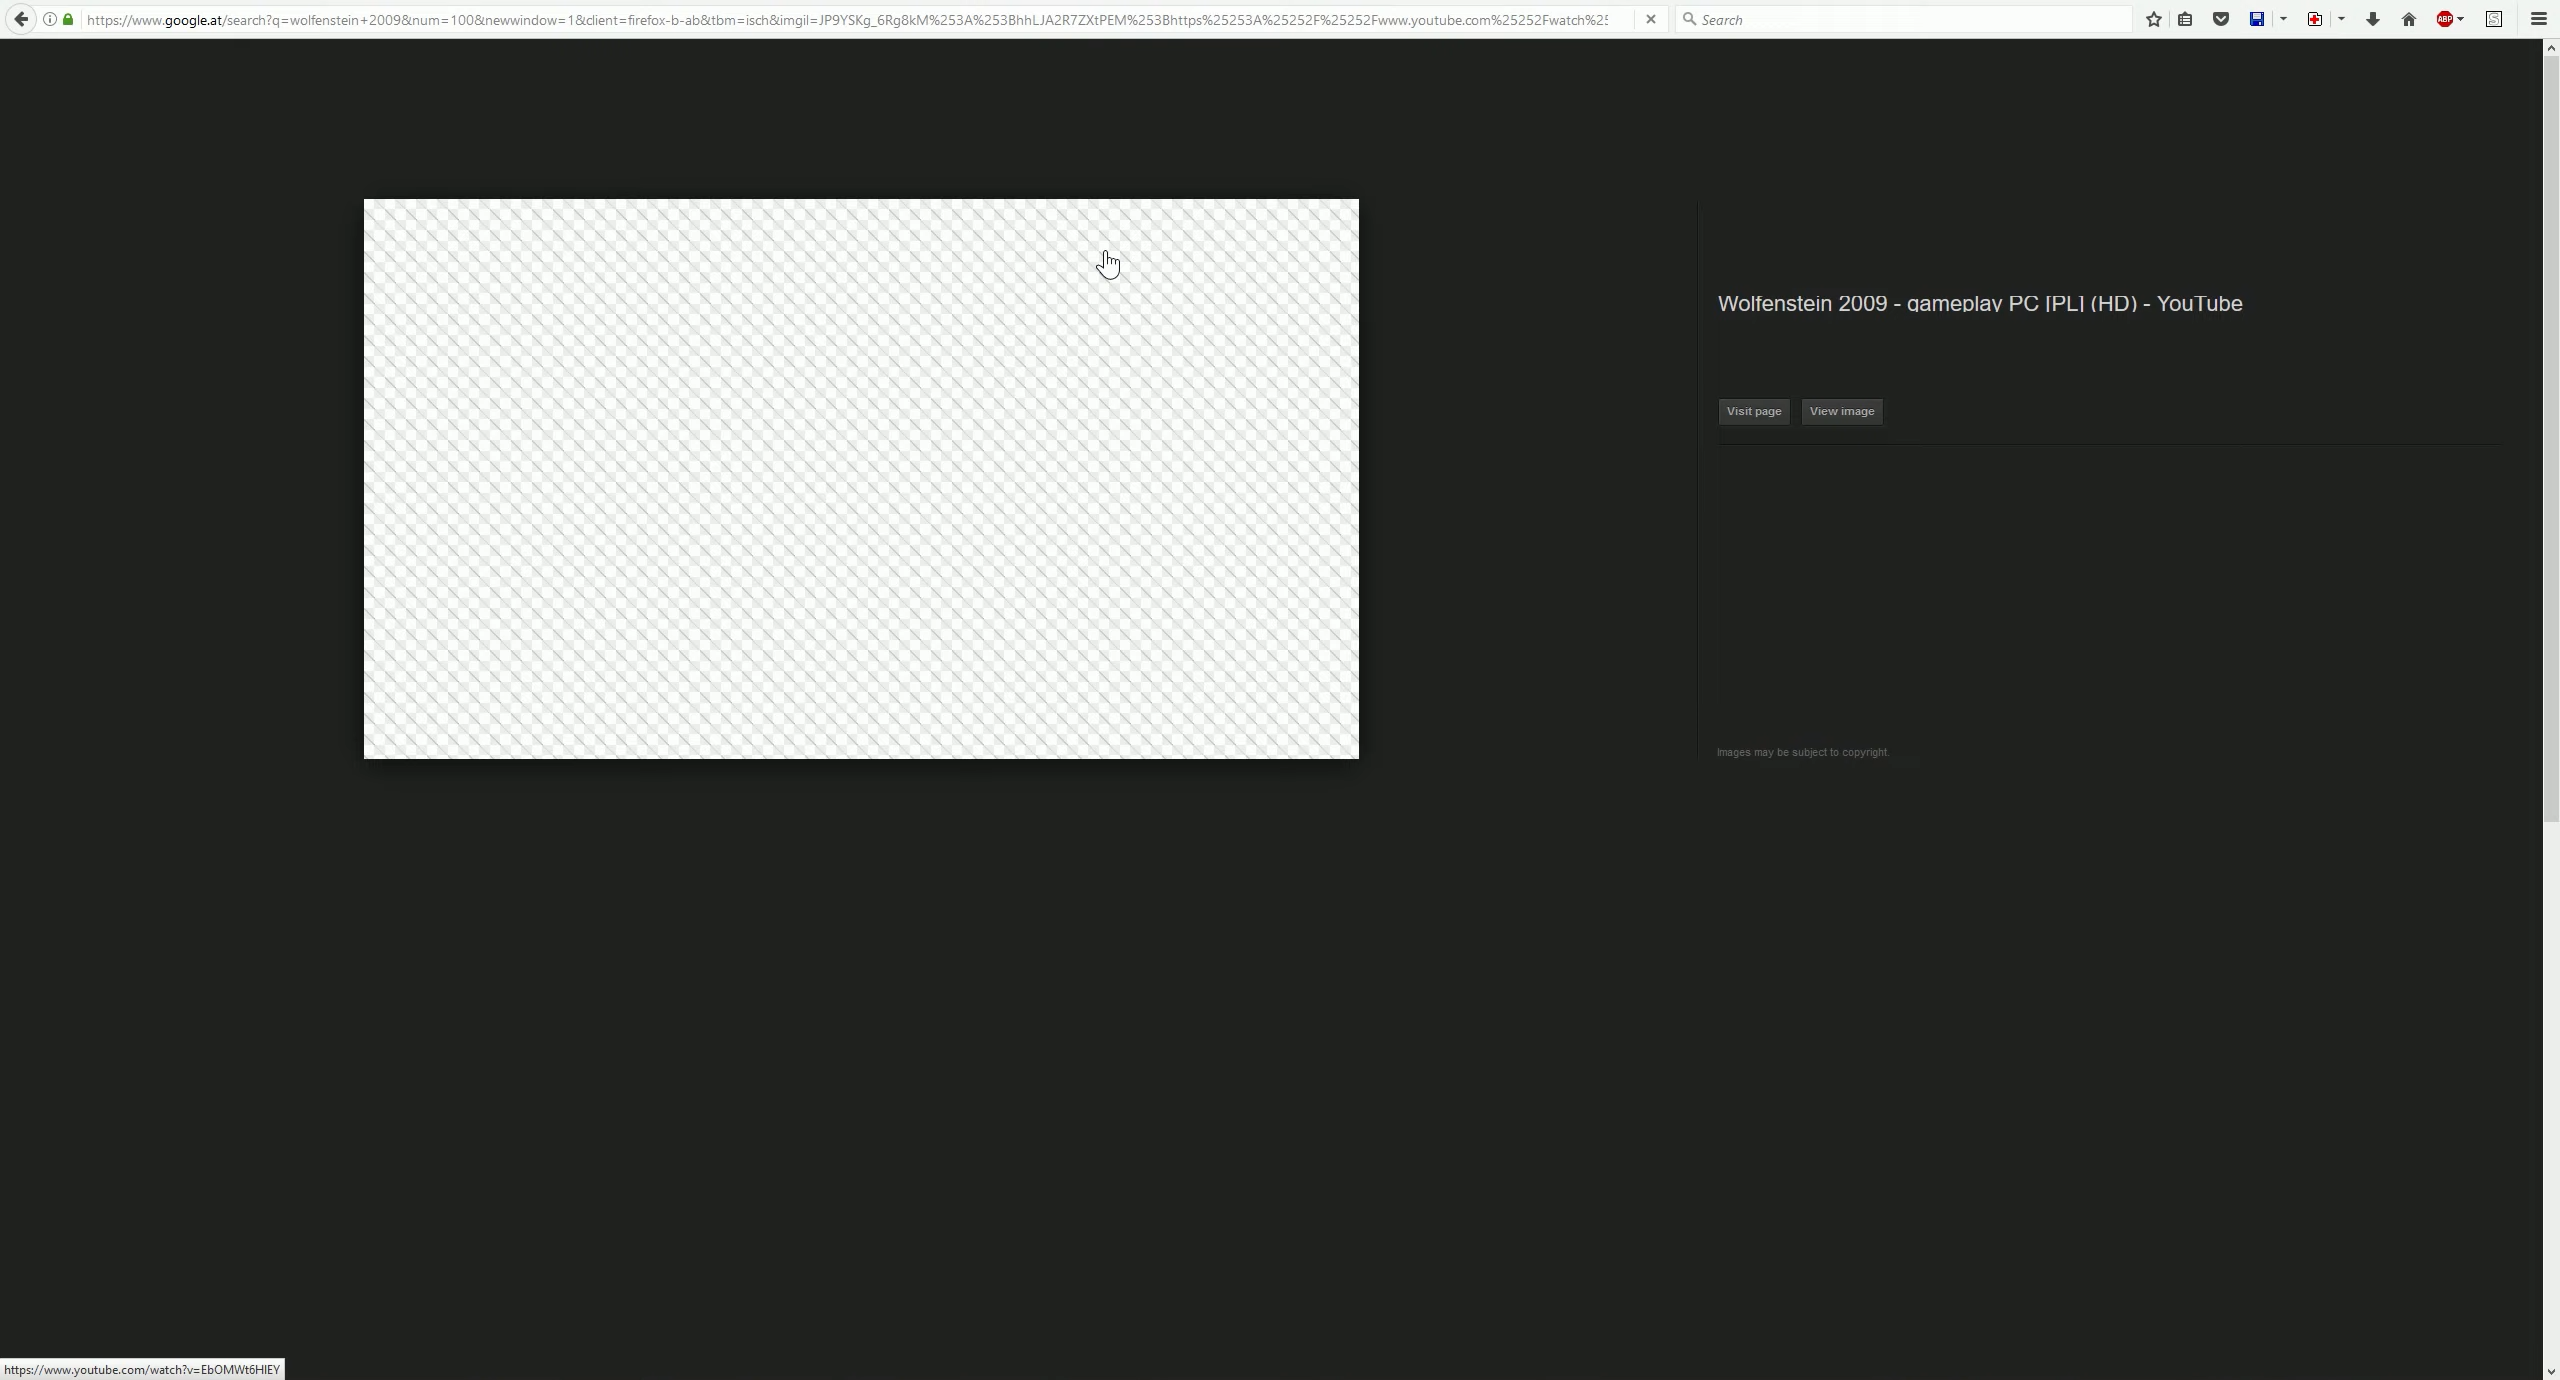 https://www.google.at/search?q=wolfenstein+2009&num=100&newwindow=1&client=firefox-b-ab&tbm=isch&imgil=JP9YSKg_6Rg8kM%253A%253BhhLJA2R7ZXtPEM%253Bhttps%25253A%25252F%25252Fwww.youtube.com%25252Fwatch%25
Search
ABP
S
Wolfenstein 2009 - gameplay PC [PL] (HD) - YouTube
Visit page View image
Images may be subject to copyright.
https://www.youtube.com/watch?v=EbOMWt6HIEY